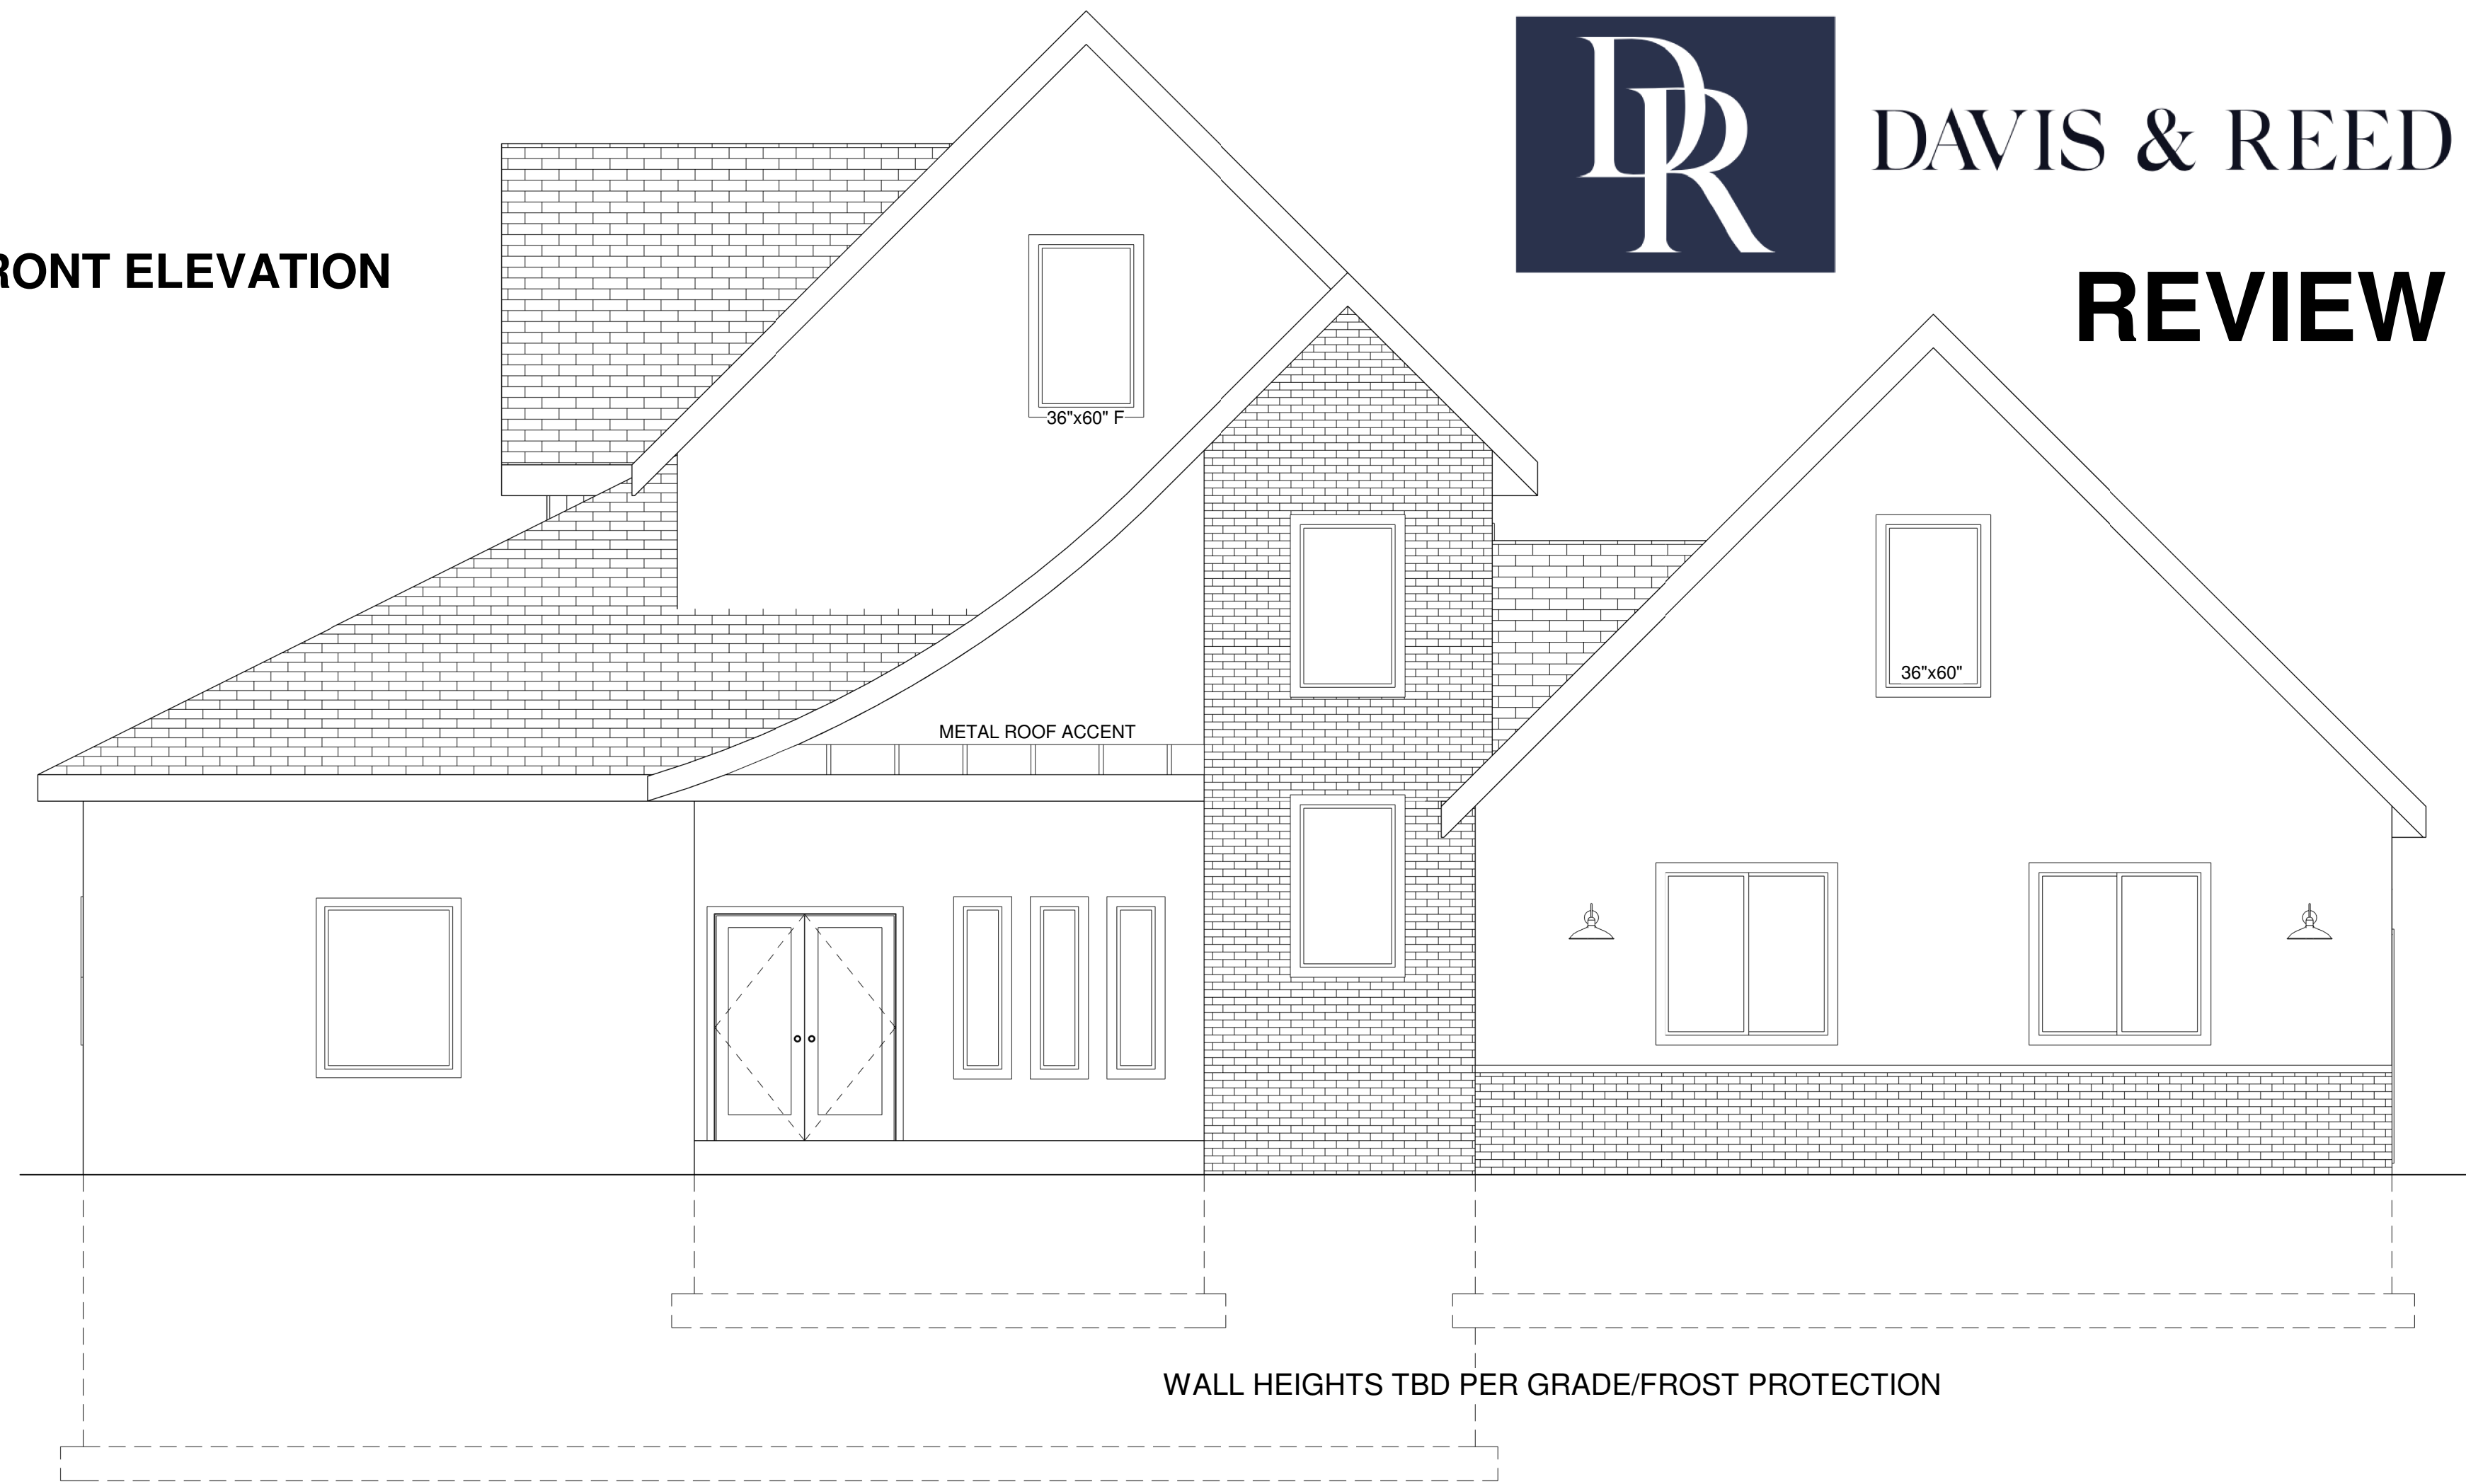 DR DAVIS & REED
RONT ELEVATION
REVIEW
36"x60" F
36"x60"
METAL ROOF ACCENT
WALL HEIGHTS TBD PER GRADE/FROST PROTECTION